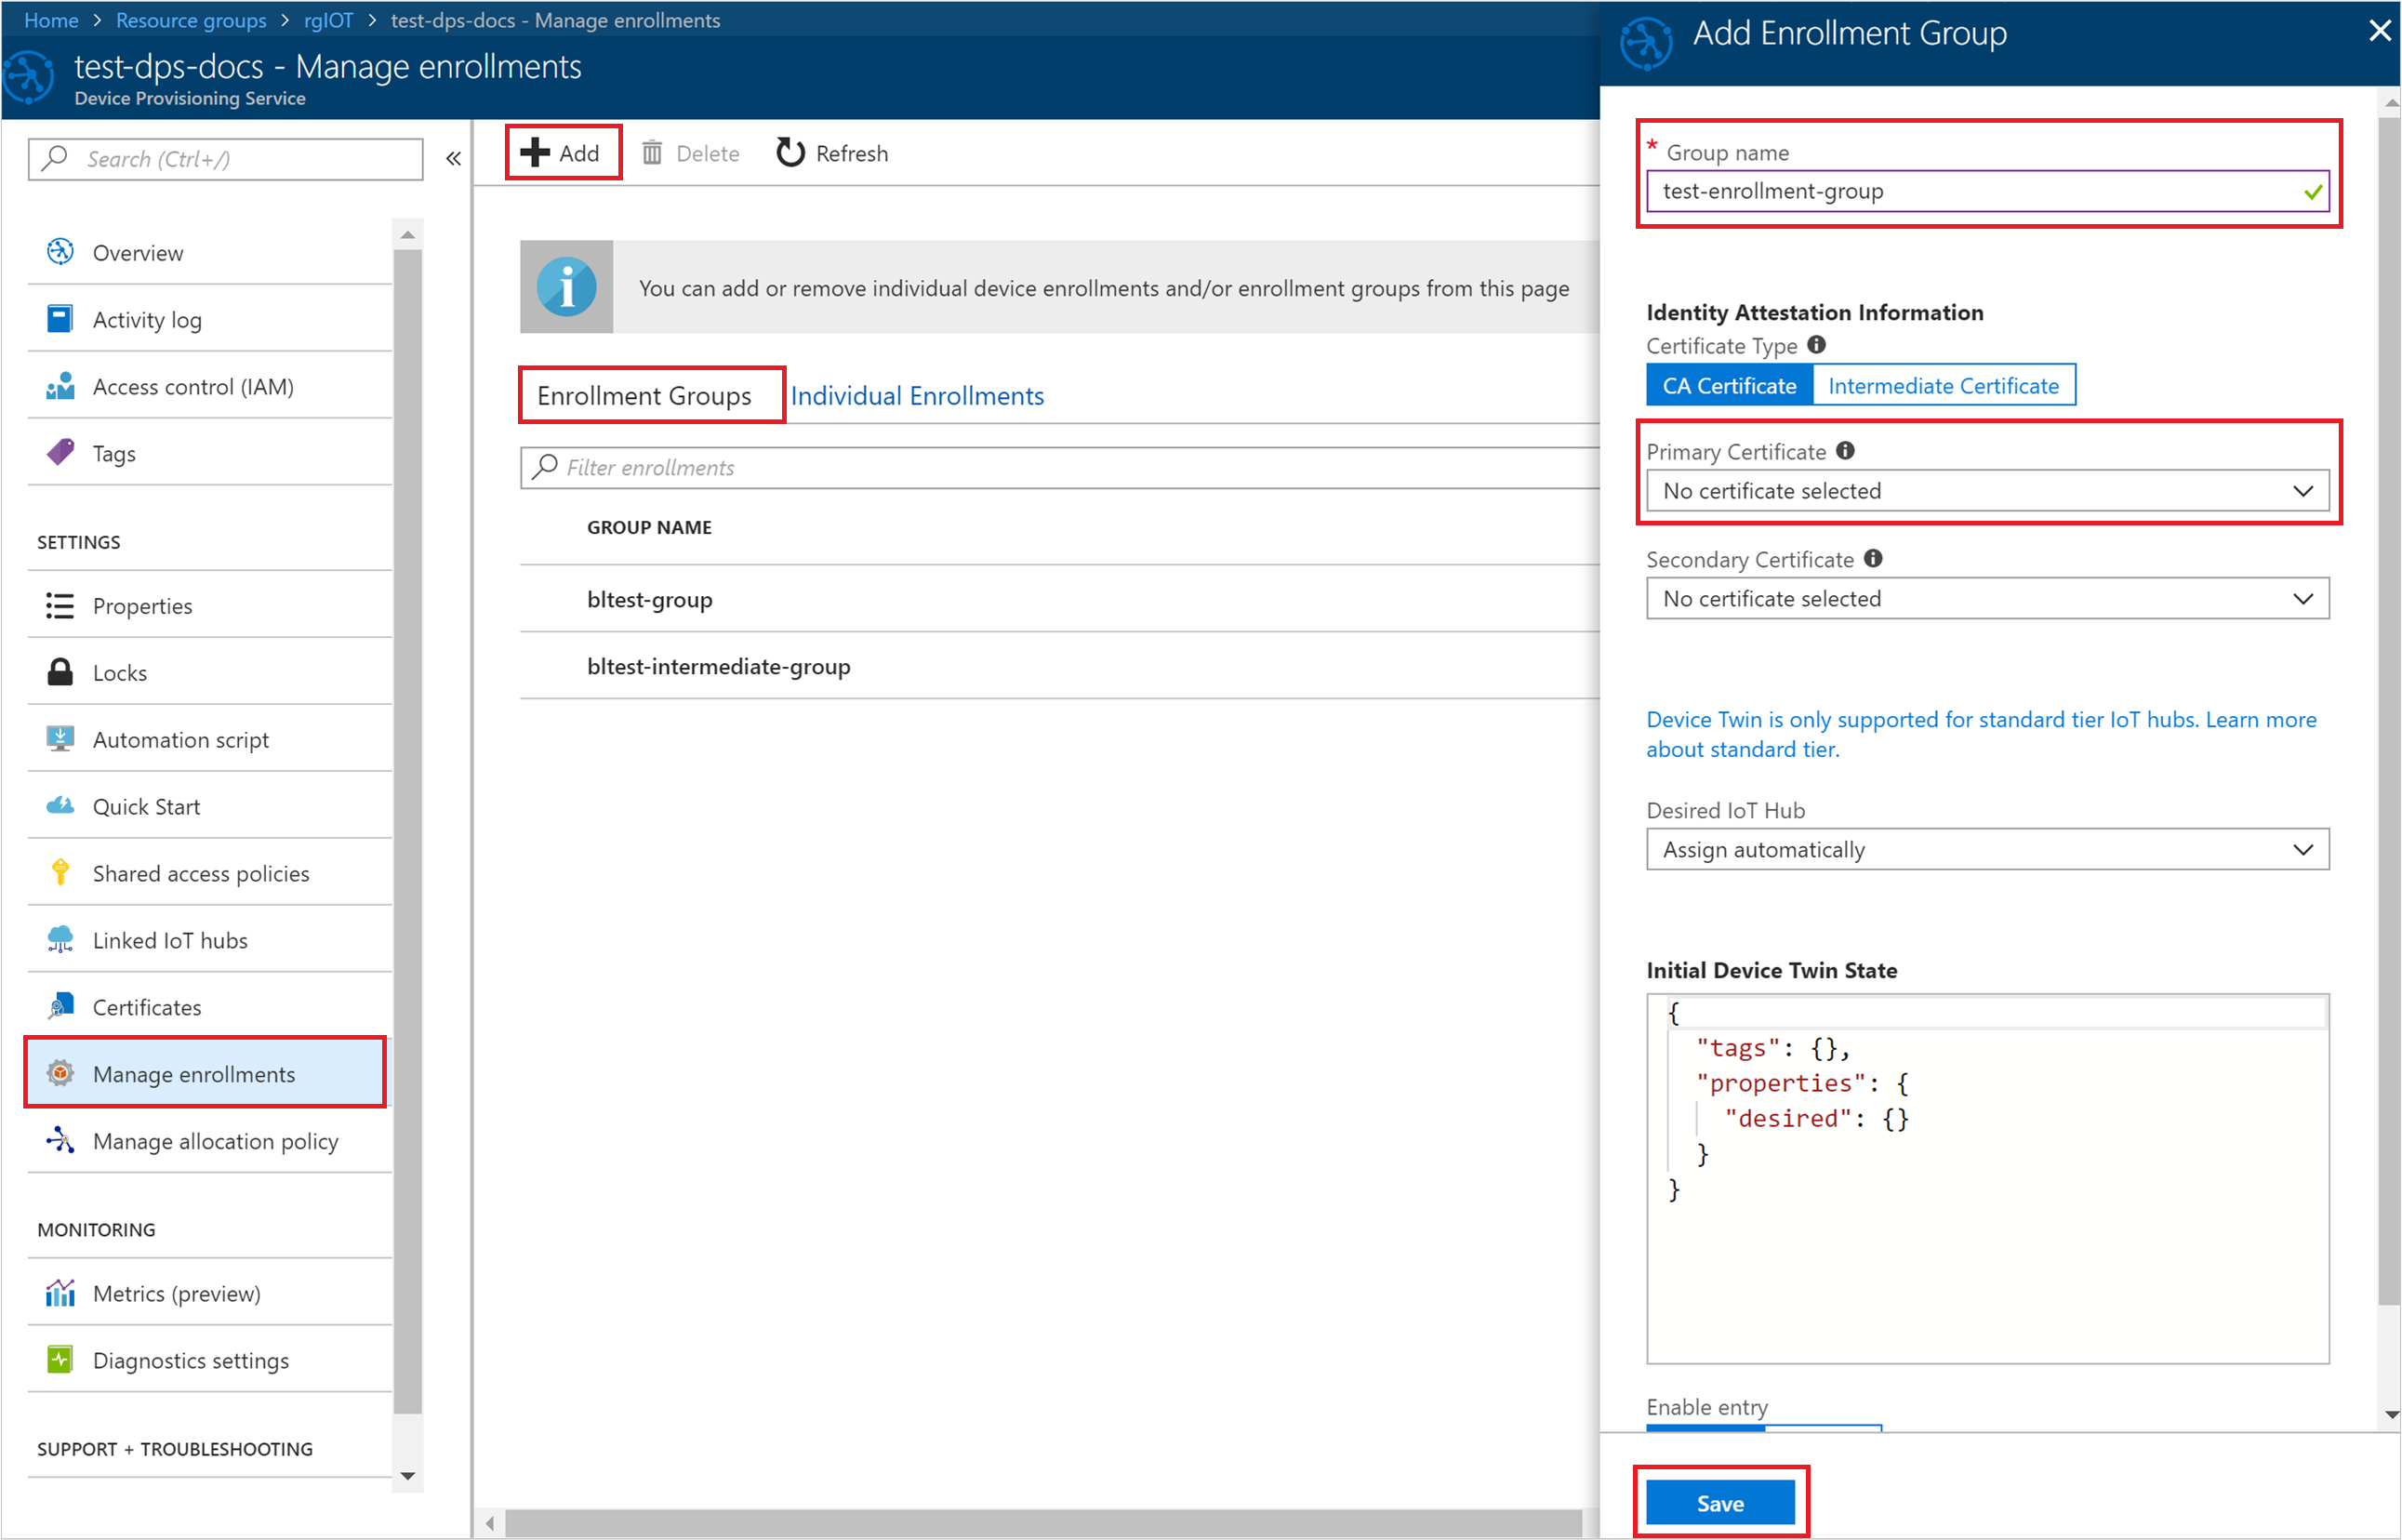 Home > Resource groups > rgIOT > test-dps-docs - Manage enrollments
test-dps-docs - Manage enrollments
Device Provisioning Service
Search (Ctrl+/)
«
Overview
Activity log
Access control (IAM)
Tags
SETTINGS
Properties
Locks
Automation script
Quick Start
Shared access policies
Linked IoT hubs
Certificates
Manage enrollments
Manage allocation policy
MONITORING
Metrics (preview)
Diagnostics settings
SUPPORT + TROUBLESHOOTING
Add Delete Refresh
You can add or remove individual device enrollments and/or enrollment groups from this page
Enrollment Groups Individual Enrollments
Filter enrollments
GROUP NAME
bltest-group
bltest-intermediate-group
Add Enrollment Group
* Group name
test-enrollment-group
Identity Attestation Information
Certificate Type
CA Certificate Intermediate Certificate
Primary Certificate
No certificate selected
Secondary Certificate
No certificate selected
Device Twin is only supported for standard tier IoT hubs. Learn more
about standard tier.
Desired IoT Hub
Assign automatically
Initial Device Twin State
{
"tags": {},
"properties": {
"desired": {}
}
}
Enable entry
Save